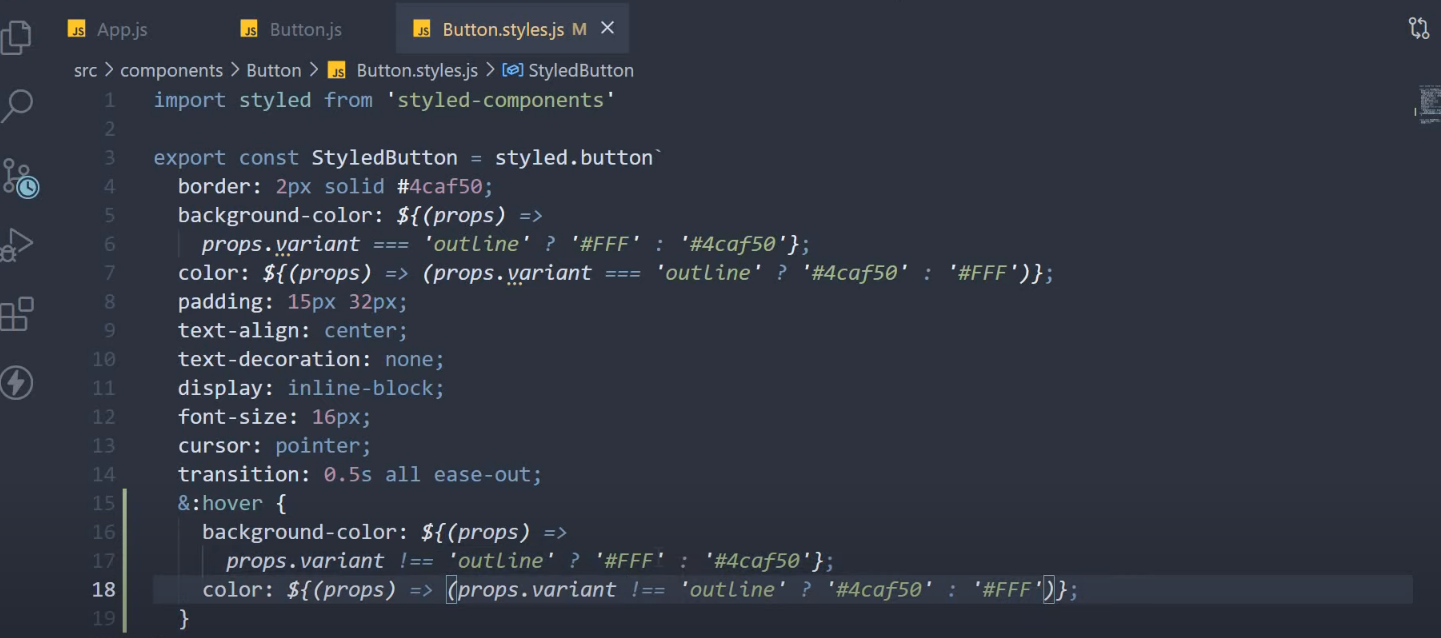 JS App.js JS Button.js JS Button.styles.js M
src > components > Button > JS Button.styles.js > StyledButton
1 import styled from 'styled-components'
2
3 export const StyledButton = styled.button`
4 border: 2px solid #4caf50;
5 background-color: ${(props) =>
6 props.variant === 'outline' ? '#FFF' : '#4caf50'};
7 color: ${(props) => (props.variant === 'outline' ? '#4caf50' : '#FFF')};
8 padding: 15px 32px;
9 text-align: center;
10 text-decoration: none;
11 display: inline-block;
12 font-size: 16px;
13 cursor: pointer;
14 transition: 0.5s all ease-out;
15 &:hover {
16 background-color: ${(props) =>
17 props.variant !== 'outline' ? '#FFF' : '#4caf50'};
18 color: ${(props) => (props.variant !== 'outline' ? '#4caf50' : '#FFF')};
19 }